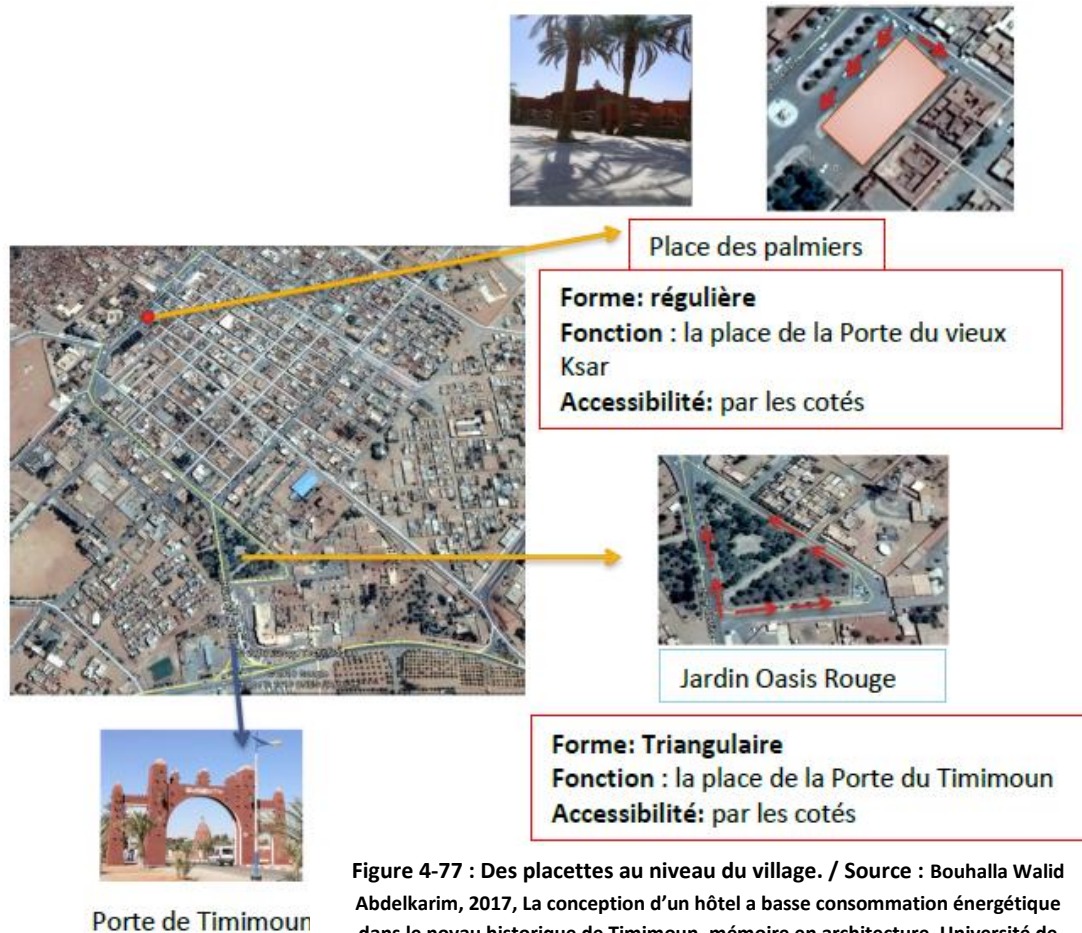 Place des palmiers
Forme: régulière
Fonction : la place de la Porte du vieux
Ksar
Accessibilité: par les cotés
Jardin Oasis Rouge
Forme: Triangulaire
Fonction : la place de la Porte du Timimoun
Accessibilité: par les cotés
Porte de Timimoun
Figure 4-77 : Des placettes au niveau du village. / Source : Bouhalla Walid
Abdelkarim, 2017, La conception d’un hôtel a basse consommation énergétique
dans le noyau historique de Timimoun, mémoire en architecture, Université de